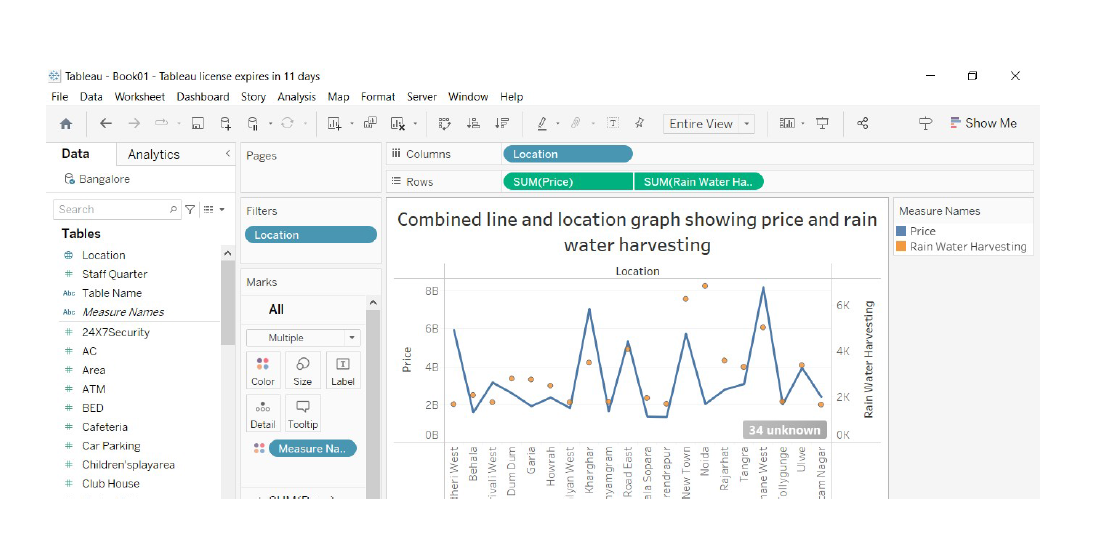 Tableau - Book01 - Tableau license expires in 11 days
File Data Worksheet Dashboard Story Analysis Map Format Server Window Help
Entire View
Show Me
Data Analytics
Bangalore
Search
Tables
Location
Staff Quarter
Abc Table Name
Abc Measure Names
24X7Security
AC
Area
ATM
BED
Cafeteria
Car Parking
Children'splayarea
Club House
Pages
Filters
Location
Marks
All
Multiple
Color Size Label
Detail Tooltip
Measure Na..
Columns Location
Rows SUM(Price) SUM(Rain Water Ha..
Combined line and location graph showing price and rain
water harvesting
Location
Price
8B
6B
4B
2B
0B
6K
4K
2K
0K
Rain Water Harvesting
34 unknown
dheri West
Behala
rivali West
Dum Dum
Garia
Howrah
lyan West
Kharghar
nyamgram
Road East
ala Sopara
rendrapur
New Town
Noida
Rajarhat
Tangra
hane West
ollygunge
Ulwe
tam Nagar
Measure Names
Price
Rain Water Harvesting